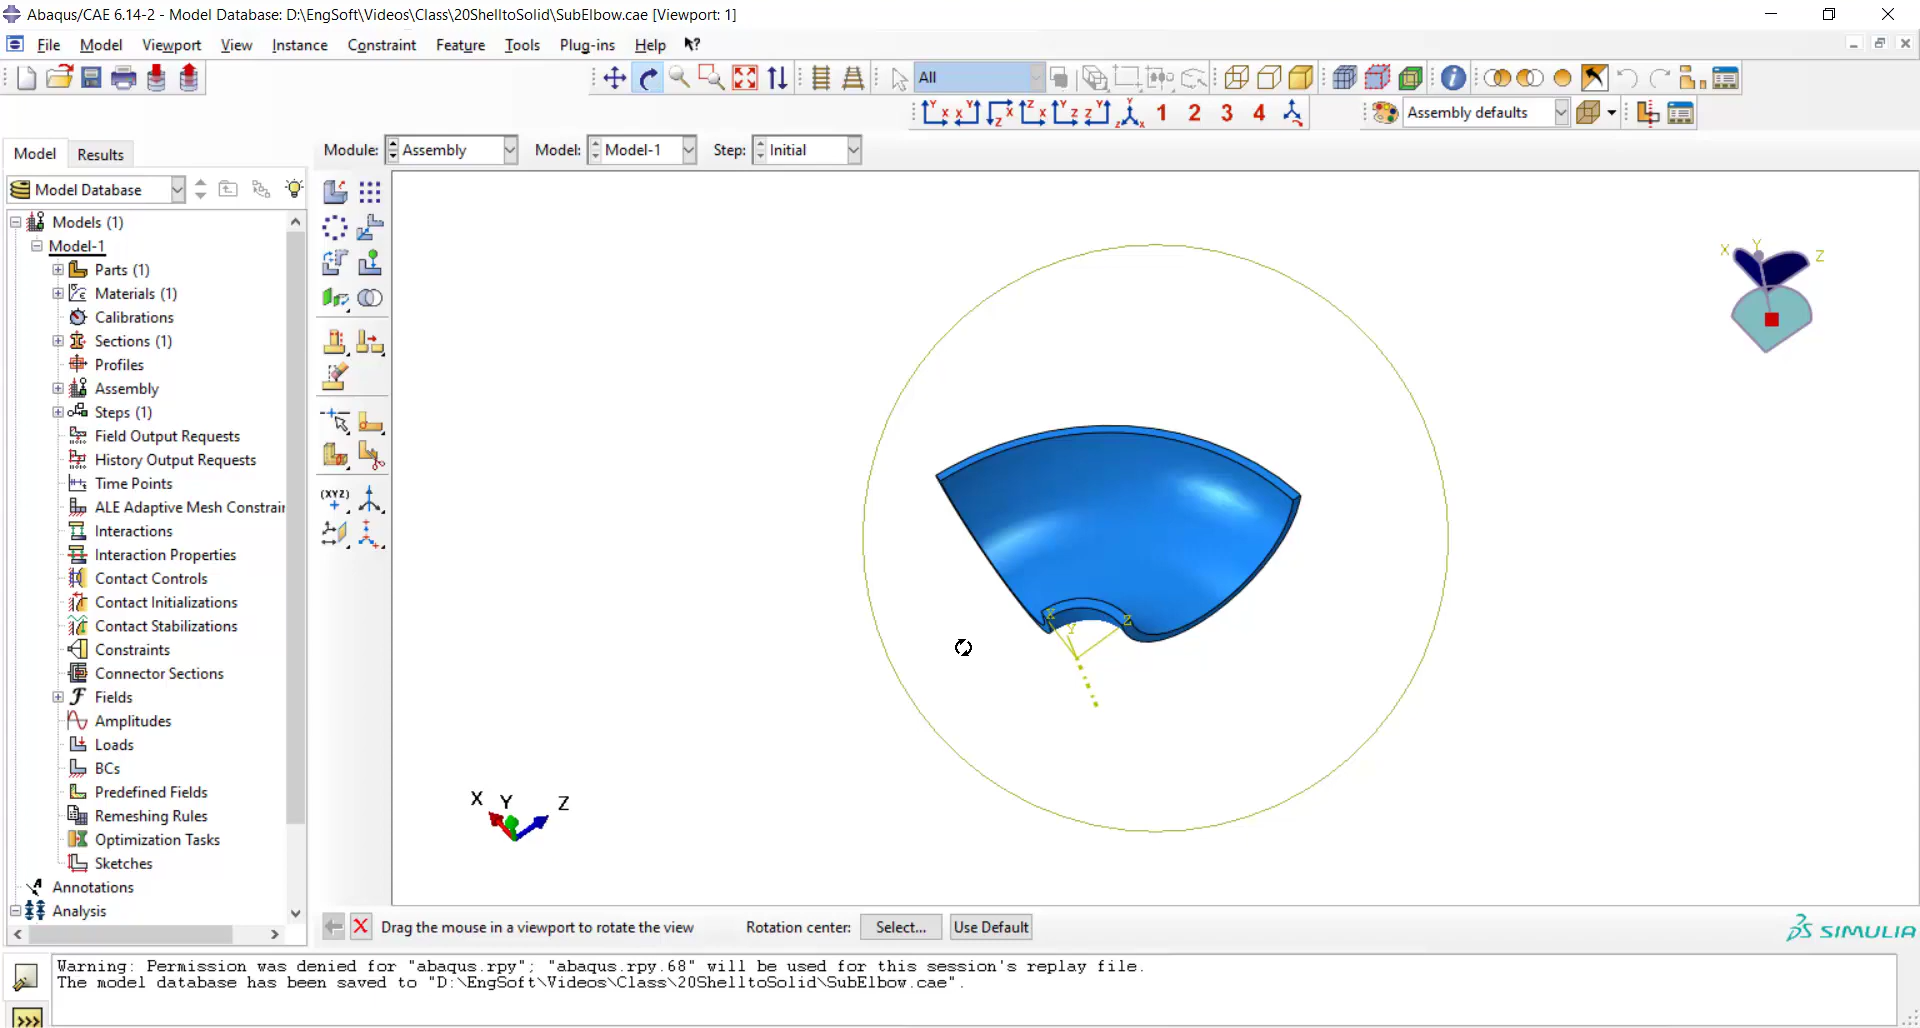 Abaqus/CAE 6.14-2 - Model Database: D:\EngSoft\Videos\Class\20ShelltoSolid\SubElbow.cae [Viewport: 1]
File Model Viewport View Instance Constraint Feature Tools Plug-ins Help
All
1 2 3 4
Assembly defaults
Model Results
Module: Assembly Model: Model-1 Step: Initial
Model Database
Models (1)
Model-1
Parts (1)
Materials (1)
Calibrations
Sections (1)
Profiles
Assembly
Steps (1)
Field Output Requests
History Output Requests
Time Points
ALE Adaptive Mesh Constrai
Interactions
Interaction Properties
Contact Controls
Contact Initializations
Contact Stabilizations
Constraints
Connector Sections
Fields
Amplitudes
Loads
BCs
Predefined Fields
Remeshing Rules
Optimization Tasks
Sketches
Annotations
Analysis
(XYZ)
X Y Z
X Y Z
X Y Z
Drag the mouse in a viewport to rotate the view Rotation center: Select... Use Default
SIMULIA
Warning: Permission was denied for "abaqus.rpy"; "abaqus.rpy.68" will be used for this session's replay file.
The model database has been saved to "D:\EngSoft\Videos\Class\20ShelltoSolid\SubElbow.cae".
>>>